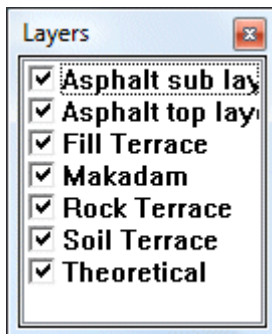 Layers
Asphalt sub lay
Asphalt top lay
Fill Terrace
Makadam
Rock Terrace
Soil Terrace
Theoretical